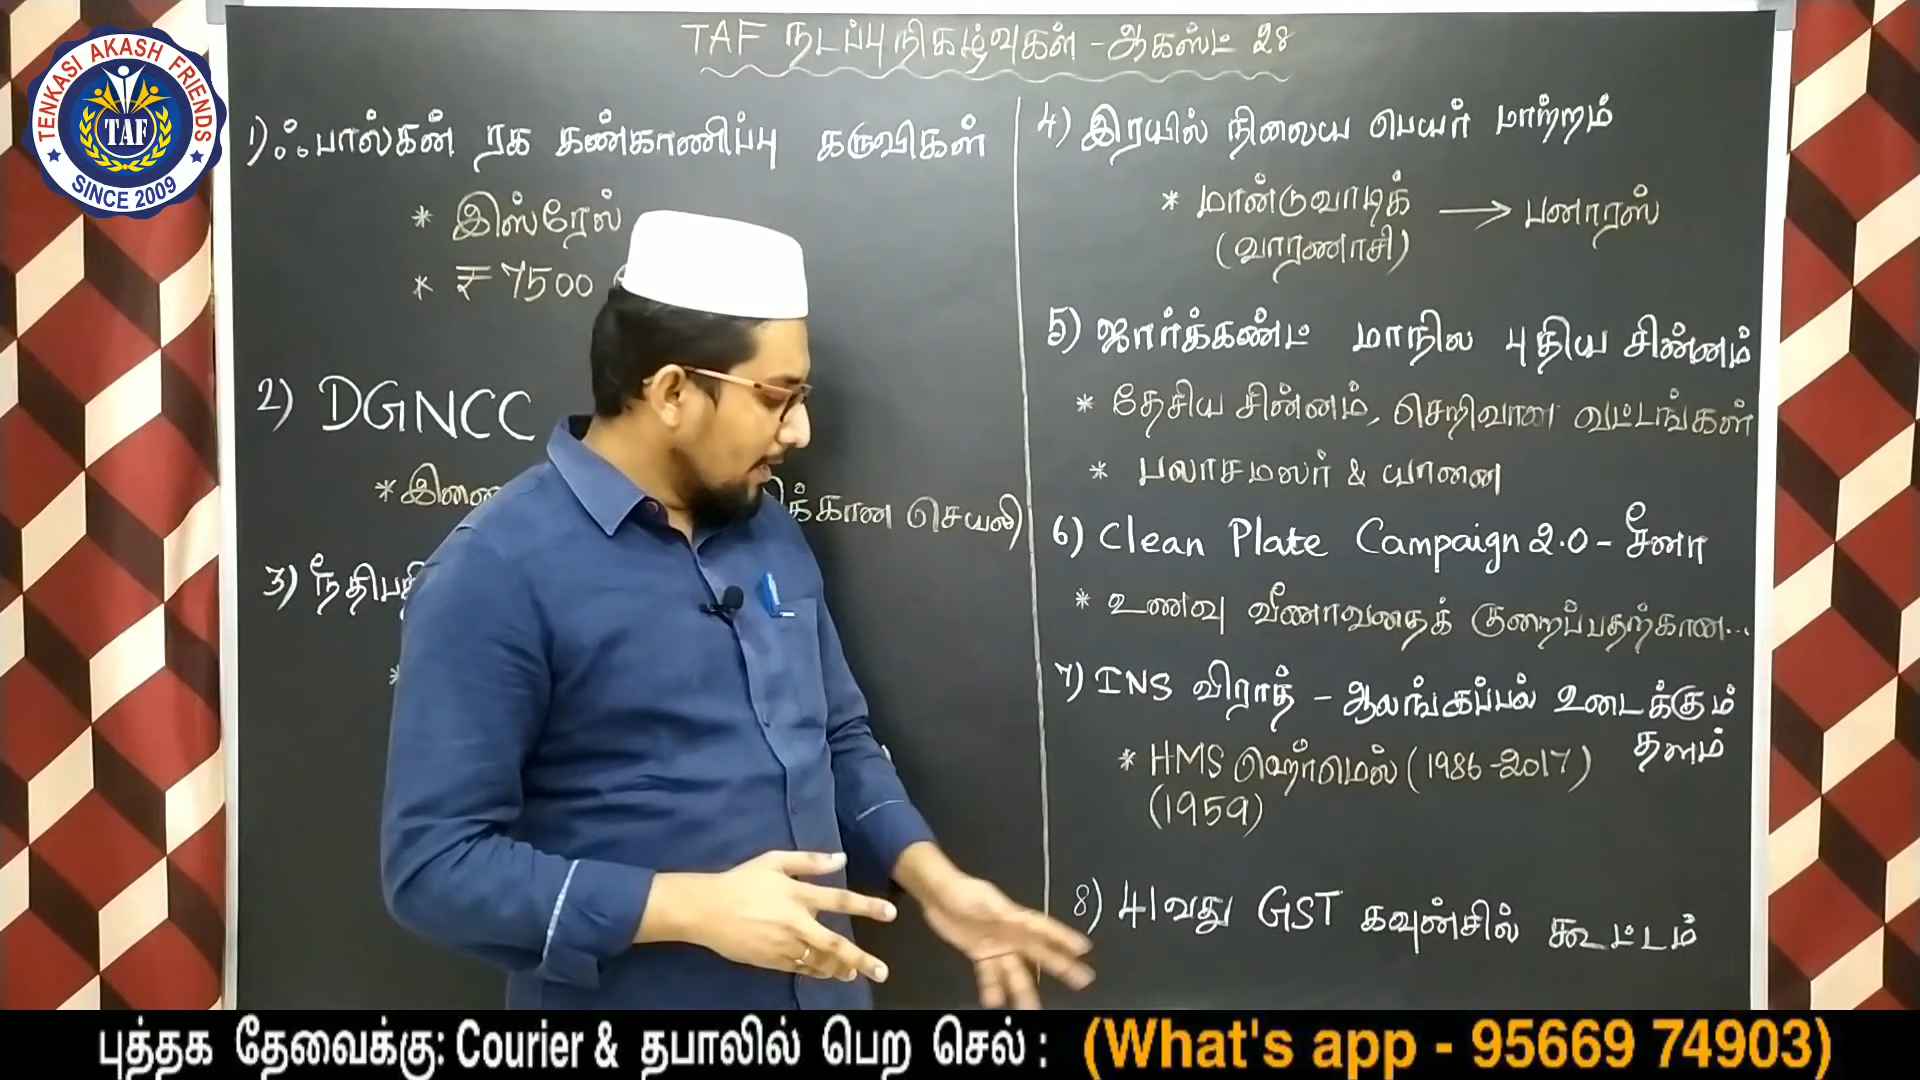 TENKASI AKASH FRIENDS
TAF
SINCE 2009
TAF நடப்பு நிகழ்வுகள் - ஆகஸ்ட் 28
1) ஃபால்கன் ரக கண்காணிப்பு கருவிகள்
* இஸ்ரேல்
* ₹ 7500
2) DGNCC
* க்கான செயலி)
3)
*
4) இரயில் நிலைய பெயர் மாற்றம்
* மான்டுவாடிக் → பனாரஸ்
(வாரணாசி)
5) ஜார்க்கண்ட் மாநில புதிய சின்னம்
* தேசிய சின்னம், செறிவான வட்டங்கள்
* பலாசமலர் & யானை
6) Clean Plate Campaign 2.0 - சீனா
* உணவு வீணாவதைக் குறைப்பதற்கான...
7) INS விராத் - ஆலங்கப்பல் உடைக்கும்
தளம்
* HMS ஹெர்மெல் (1986-2017)
(1959)
8) 41வது GST கவுன்சில் கூட்டம்
புத்தக தேவைக்கு: Courier & தபாலில் பெற செல் : (What's app - 95669 74903)